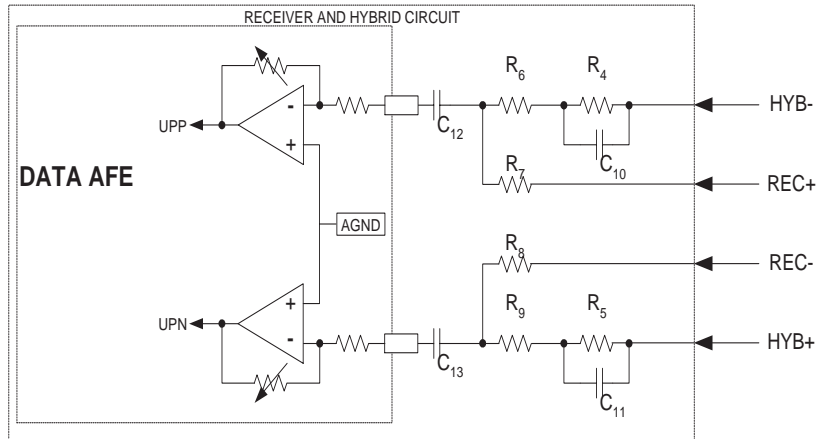 RECEIVER AND HYBRID CIRCUIT
R6
R4
-
UPP
+
C12
C10
HYB-
DATA AFE
R7
REC+
AGND
R8
REC-
+
UPN
-
R9
R5
C13
C11
HYB+